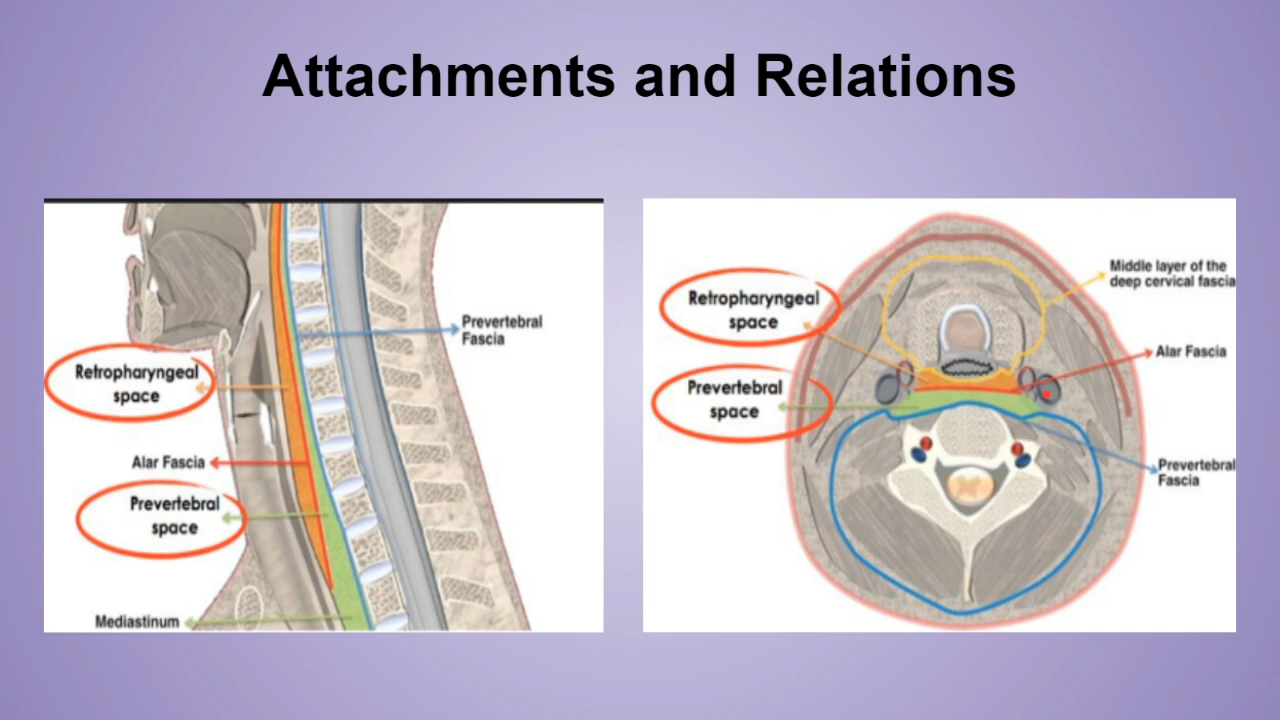 Attachments and Relations
Prevertebral
Fascia
Retropharyngeal
space
Alar Fascia
Prevertebral
space
Mediastinum
Middle layer of the
deep cervical fascia
Retropharyngeal
space
Alar Fascia
Prevertebral
space
Prevertebral
Fascia